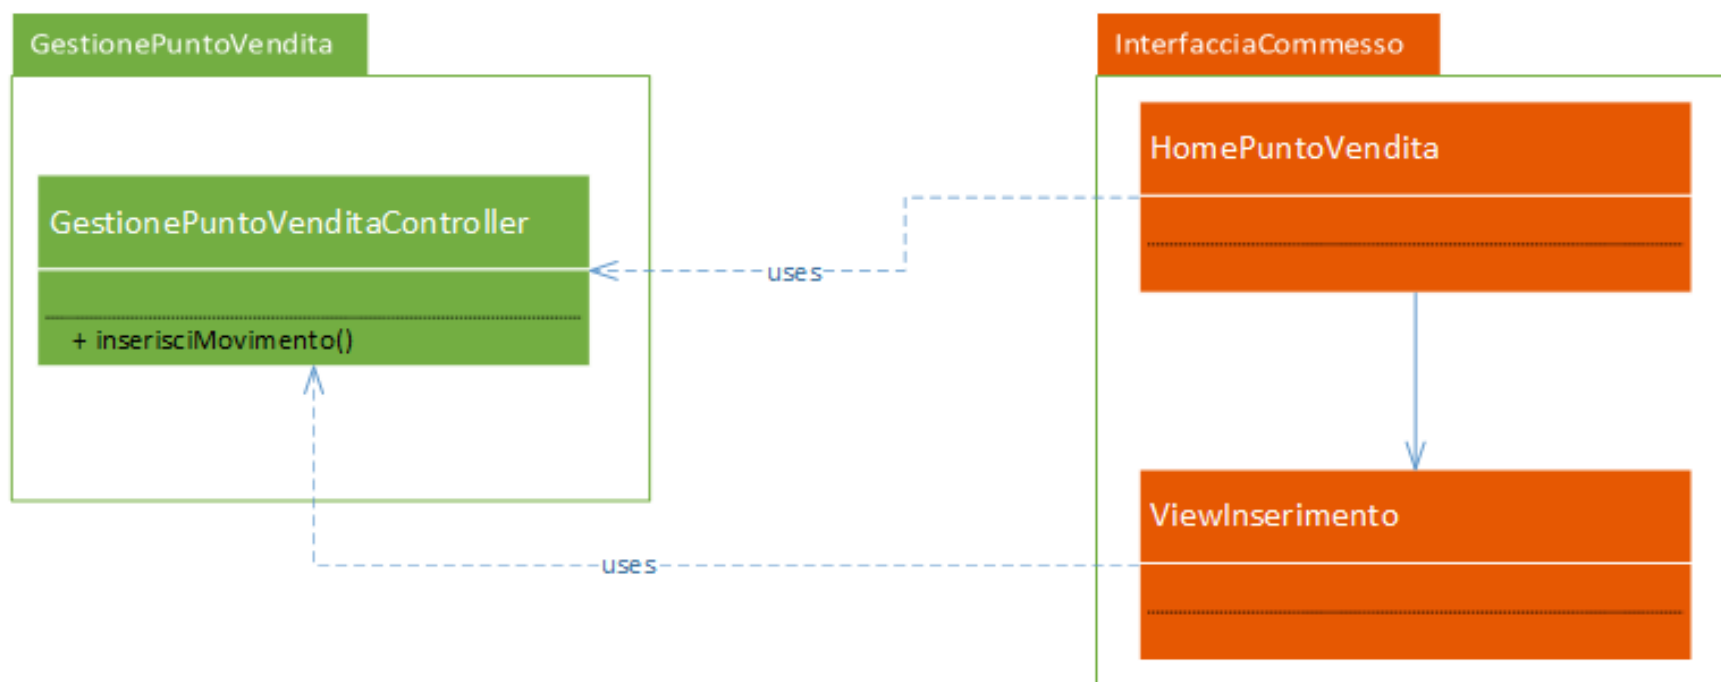 GestionePuntoVendita
InterfacciaCommesso
HomePuntoVendita
GestionePuntoVenditaController
uses
+ inserisciMovimento()
ViewInserimento
uses